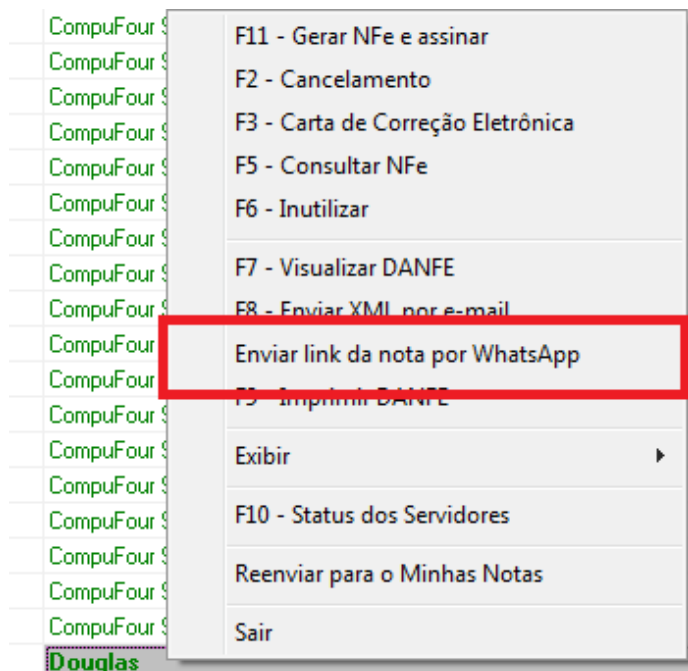 CompuFour S
CompuFour S
CompuFour S
CompuFour S
CompuFour S
CompuFour S
CompuFour S
CompuFour S
CompuFour S
CompuFour
CompuFour
CompuFour S
CompuFour S
CompuFour S
CompuFour S
CompuFour S
CompuFour S
CompuFour S
Douglas
F11 - Gerar NFe e assinar
F2 - Cancelamento
F3 - Carta de Correção Eletrônica
F5 - Consultar NFe
F6 - Inutilizar
F7 - Visualizar DANFE
F8 - Enviar XML por e-mail
Enviar link da nota por WhatsApp
F9 - Imprimir DANFE
Exibir
F10 - Status dos Servidores
Reenviar para o Minhas Notas
Sair